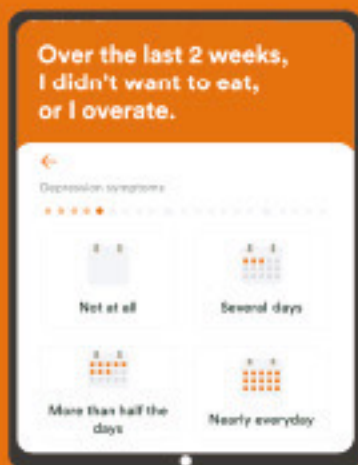 Over the last 2 weeks,
I didn't want to eat,
or I overate.
Depression symptoms
Not at all
Several days
More than half the
days
Nearly everyday